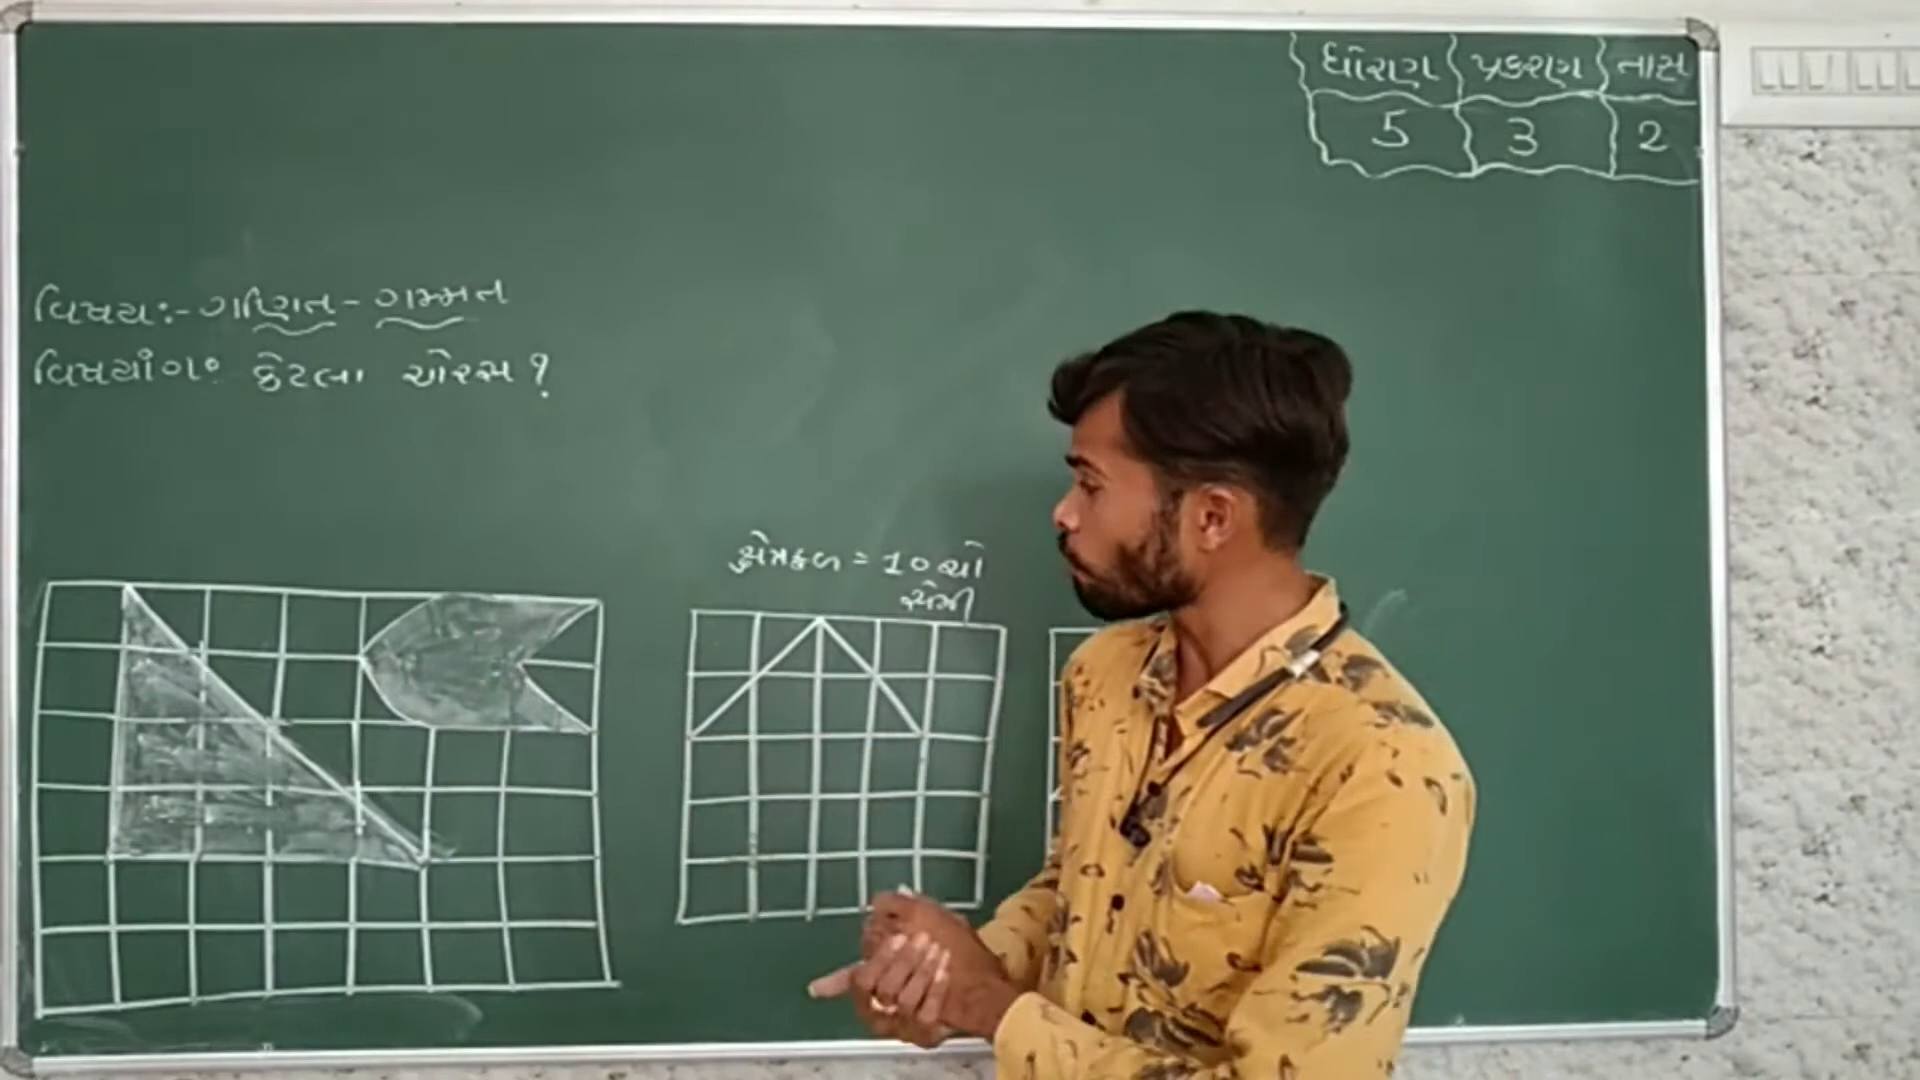 ધોરણ પ્રકરણ તાસ
5 3 2
વિષય:- ગણિત - ગમ્મત
વિષયાંગ: કેટલા ચોરસ ?
ક્ષેત્રફળ = 10 ચો
સેમી